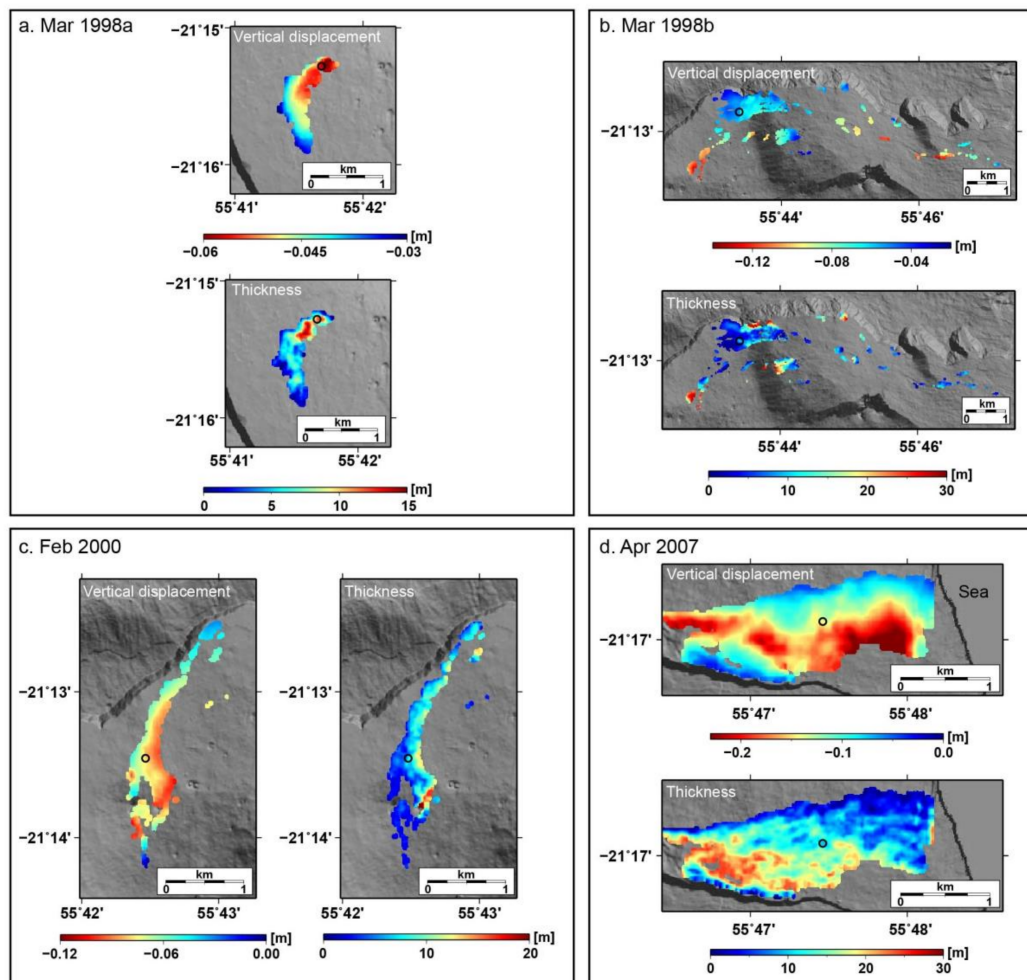 a. Mar 1998a
−21˚15'
Vertical displacement
−21˚16'
km
0 1
55˚41' 55˚42'
[m]
−0.06 −0.045 −0.03
−21˚15'
Thickness
−21˚16'
km
0 1
55˚41' 55˚42'
[m]
0 5 10 15
b. Mar 1998b
Vertical displacement
−21˚13'
km
0 1
55˚44' 55˚46'
[m]
−0.12 −0.08 −0.04
Thickness
−21˚13'
km
0 1
55˚44' 55˚46'
[m]
0 10 20 30
c. Feb 2000
Vertical displacement
−21˚13'
−21˚14'
km
0 1
55˚42' 55˚43'
[m]
−0.12 −0.06 0.00
Thickness
−21˚13'
−21˚14'
km
0 1
55˚42' 55˚43'
[m]
0 10 20
d. Apr 2007
Vertical displacement
Sea
−21˚17'
km
0 1
55˚47' 55˚48'
[m]
−0.2 −0.1 0.0
Thickness
−21˚17'
km
0 1
55˚47' 55˚48'
[m]
0 10 20 30